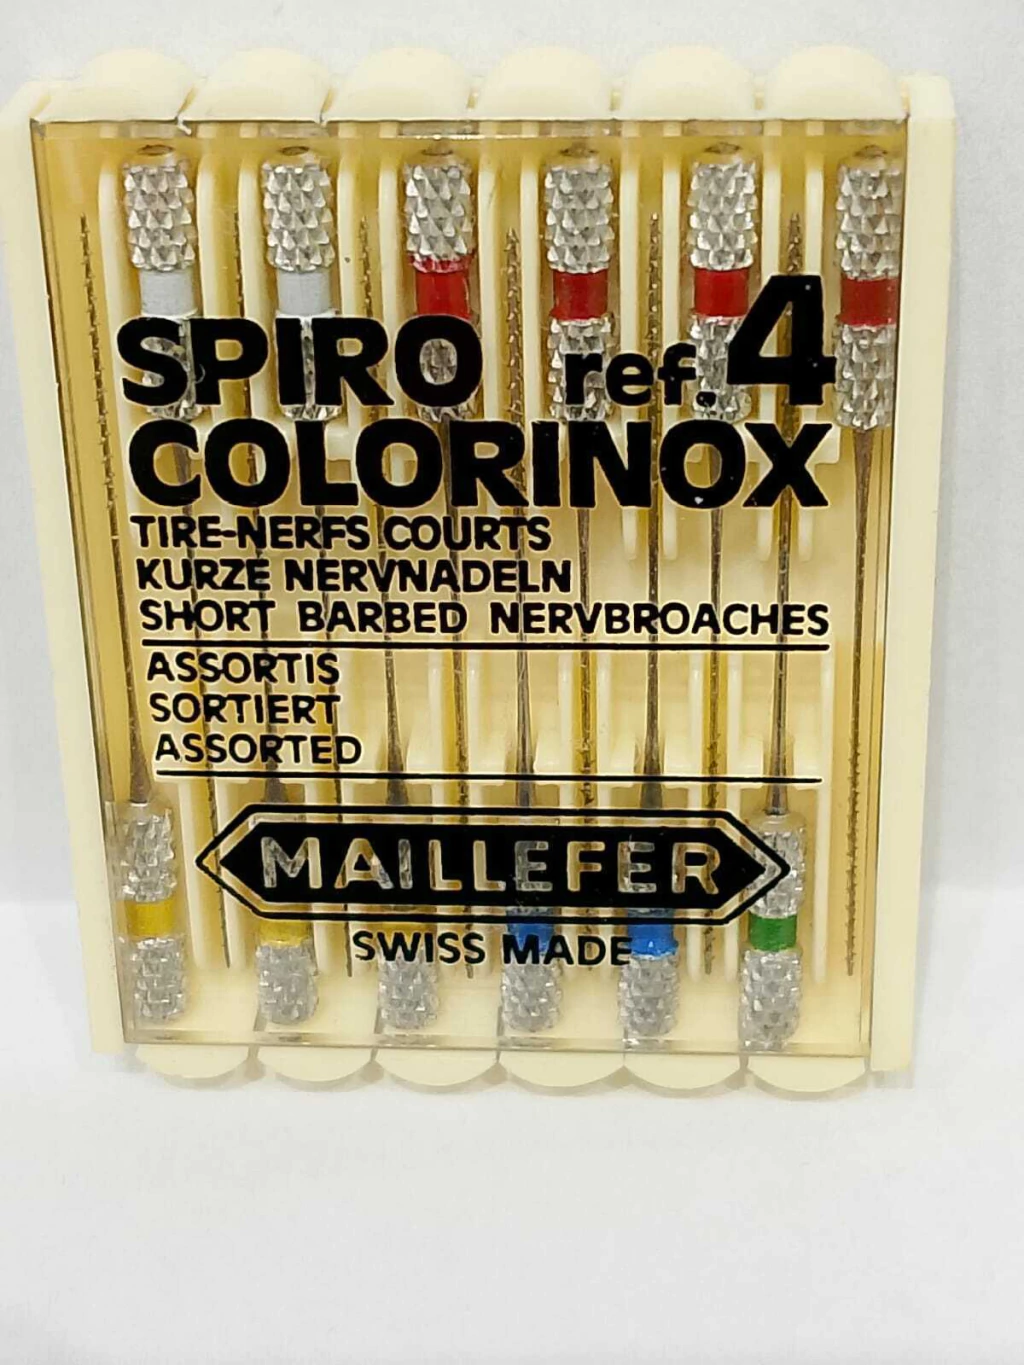 SPIRO ref. 4
COLORINOX
TIRE-NERFS COURTS
KURZE NERVNADELN
SHORT BARBED NERVBROACHES
ASSORTIS
SORTIERT
ASSORTED
MAILLEFER
SWISS MADE